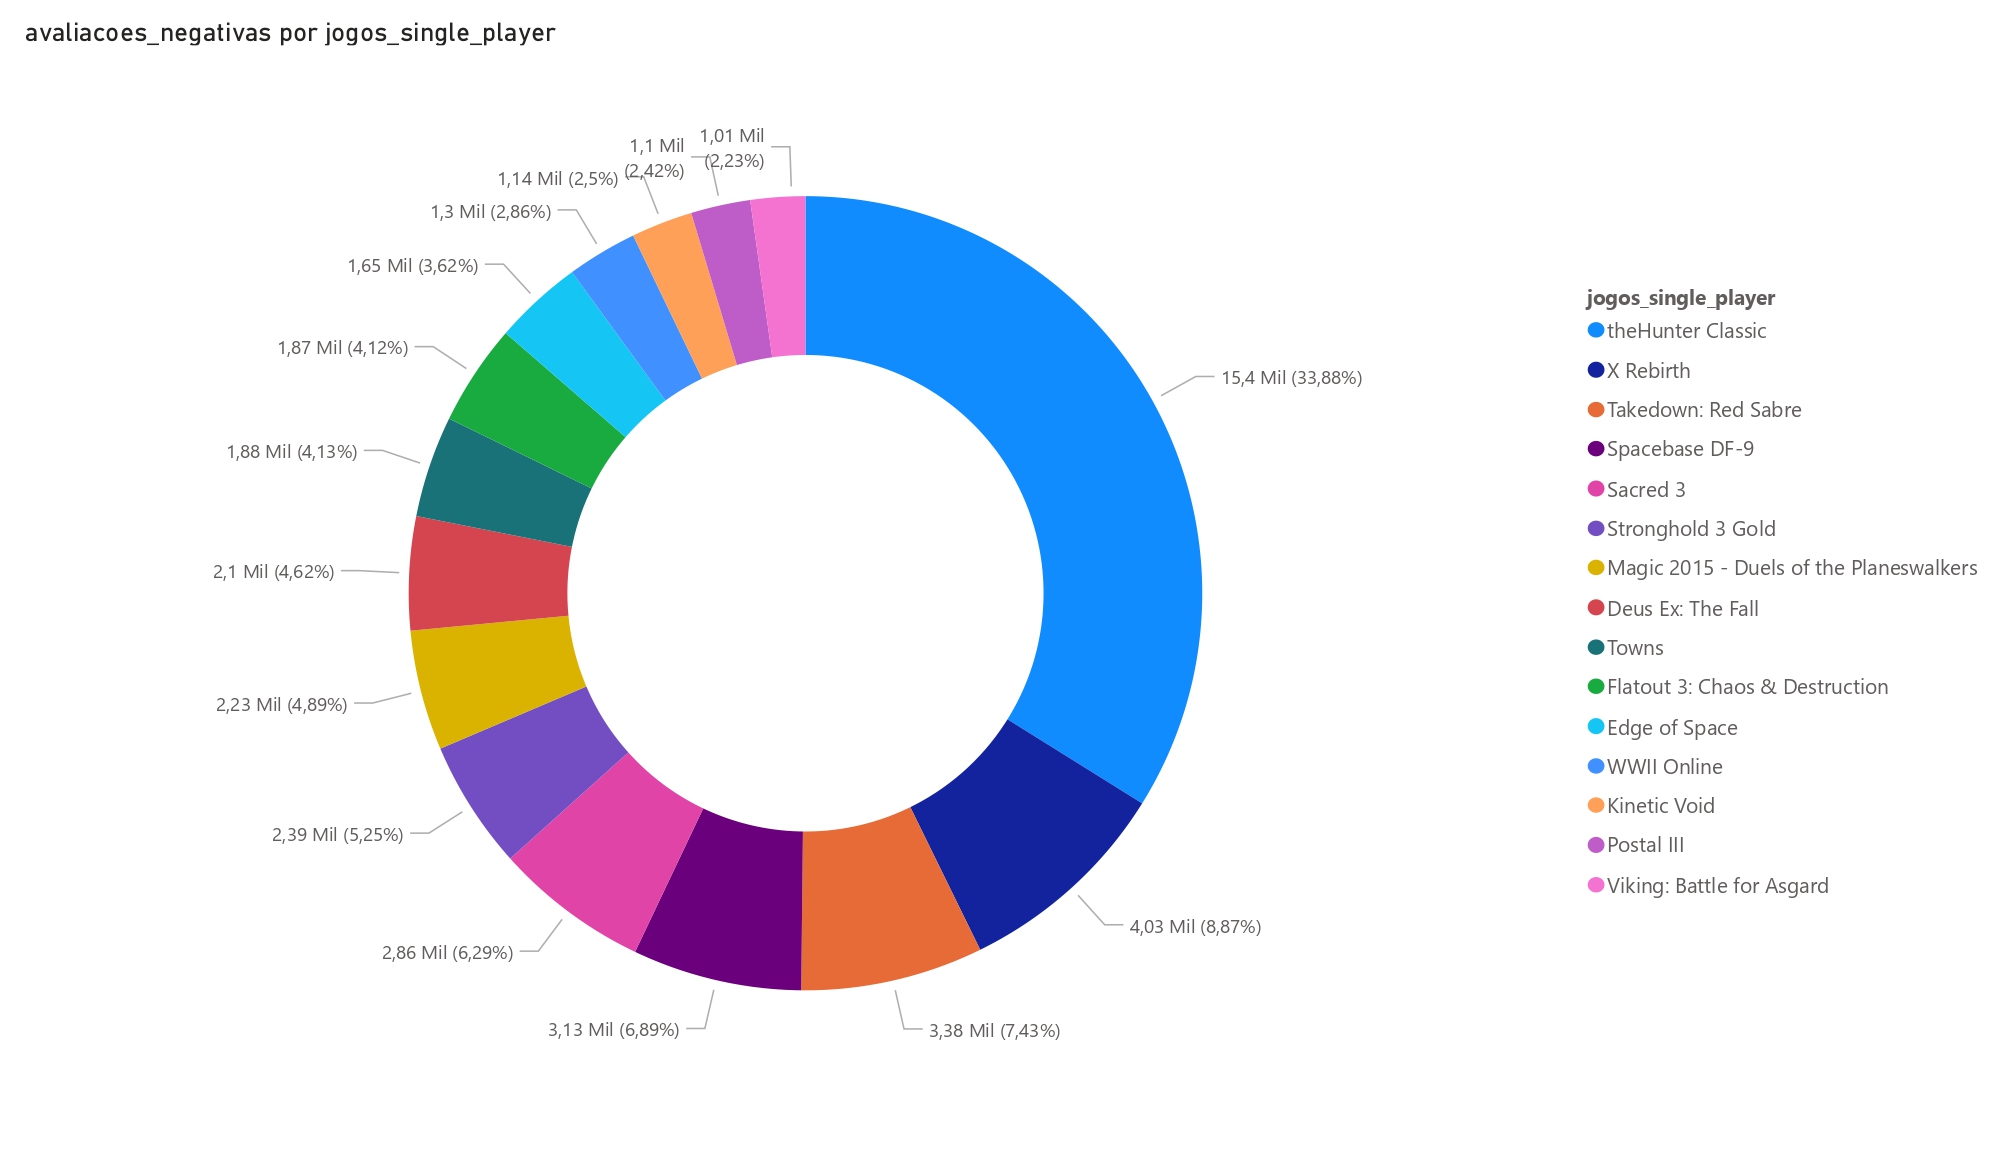 avaliacoes_negativas por jogos_single_player
1,01 Mil
(2,23%)
1,1 Mil
(2,42%)
1,14 Mil (2,5%)
1,3 Mil (2,86%)
1,65 Mil (3,62%)
1,87 Mil (4,12%)
1,88 Mil (4,13%)
2,1 Mil (4,62%)
2,23 Mil (4,89%)
2,39 Mil (5,25%)
2,86 Mil (6,29%)
3,13 Mil (6,89%)
3,38 Mil (7,43%)
4,03 Mil (8,87%)
15,4 Mil (33,88%)
jogos_single_player
theHunter Classic
X Rebirth
Takedown: Red Sabre
Spacebase DF-9
Sacred 3
Stronghold 3 Gold
Magic 2015 - Duels of the Planeswalkers
Deus Ex: The Fall
Towns
Flatout 3: Chaos & Destruction
Edge of Space
WWII Online
Kinetic Void
Postal III
Viking: Battle for Asgard